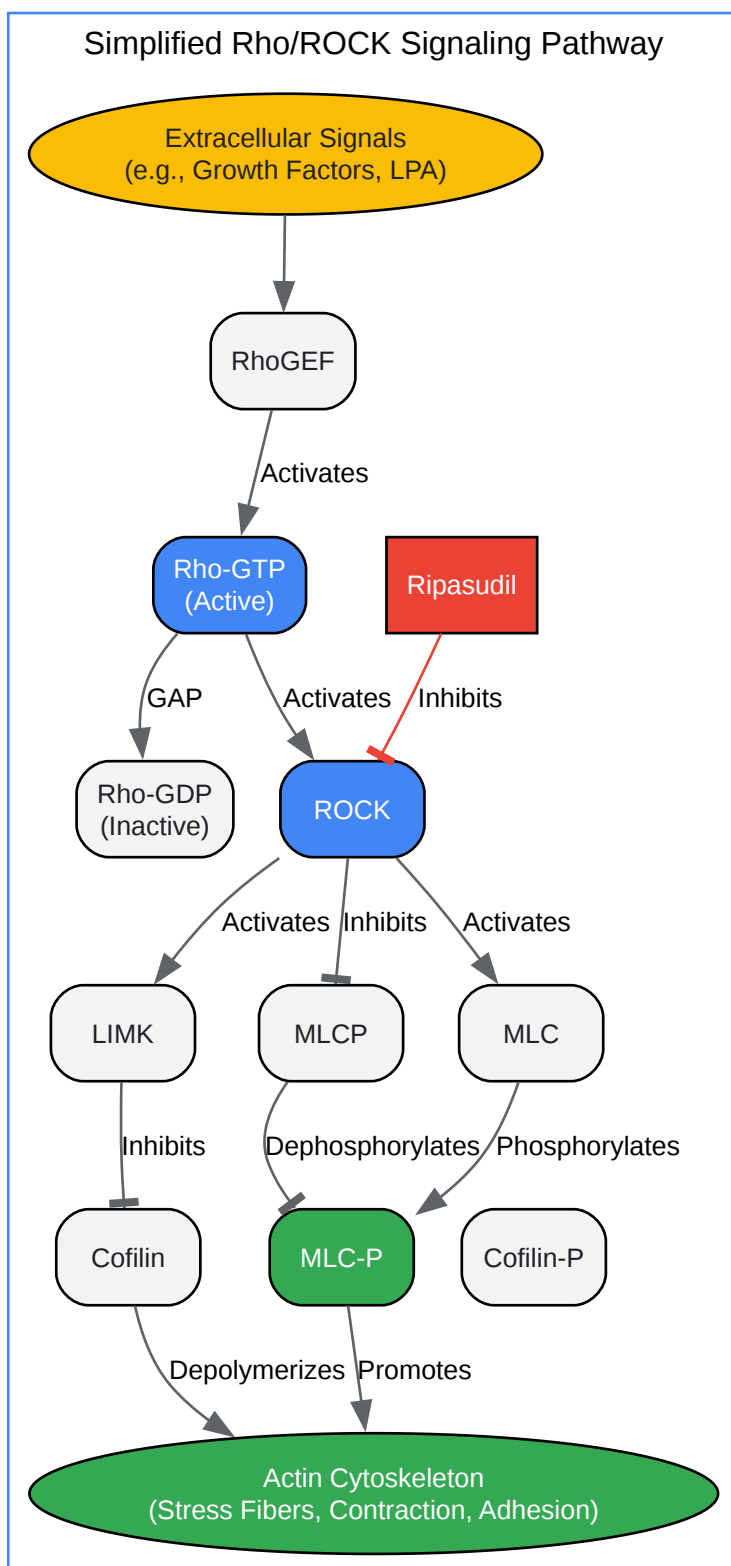 Simplified Rho/ROCK Signaling Pathway
Extracellular Signals
(e.g., Growth Factors, LPA)
RhoGEF
Activates
Rho-GTP
(Active)
Ripasudil
GAP
Activates
Inhibits
Rho-GDP
(Inactive)
ROCK
Activates
Inhibits
Activates
LIMK
MLCP
MLC
Inhibits
Dephosphorylates
Phosphorylates
Cofilin
MLC-P
Cofilin-P
Depolymerizes
Promotes
Actin Cytoskeleton
(Stress Fibers, Contraction, Adhesion)